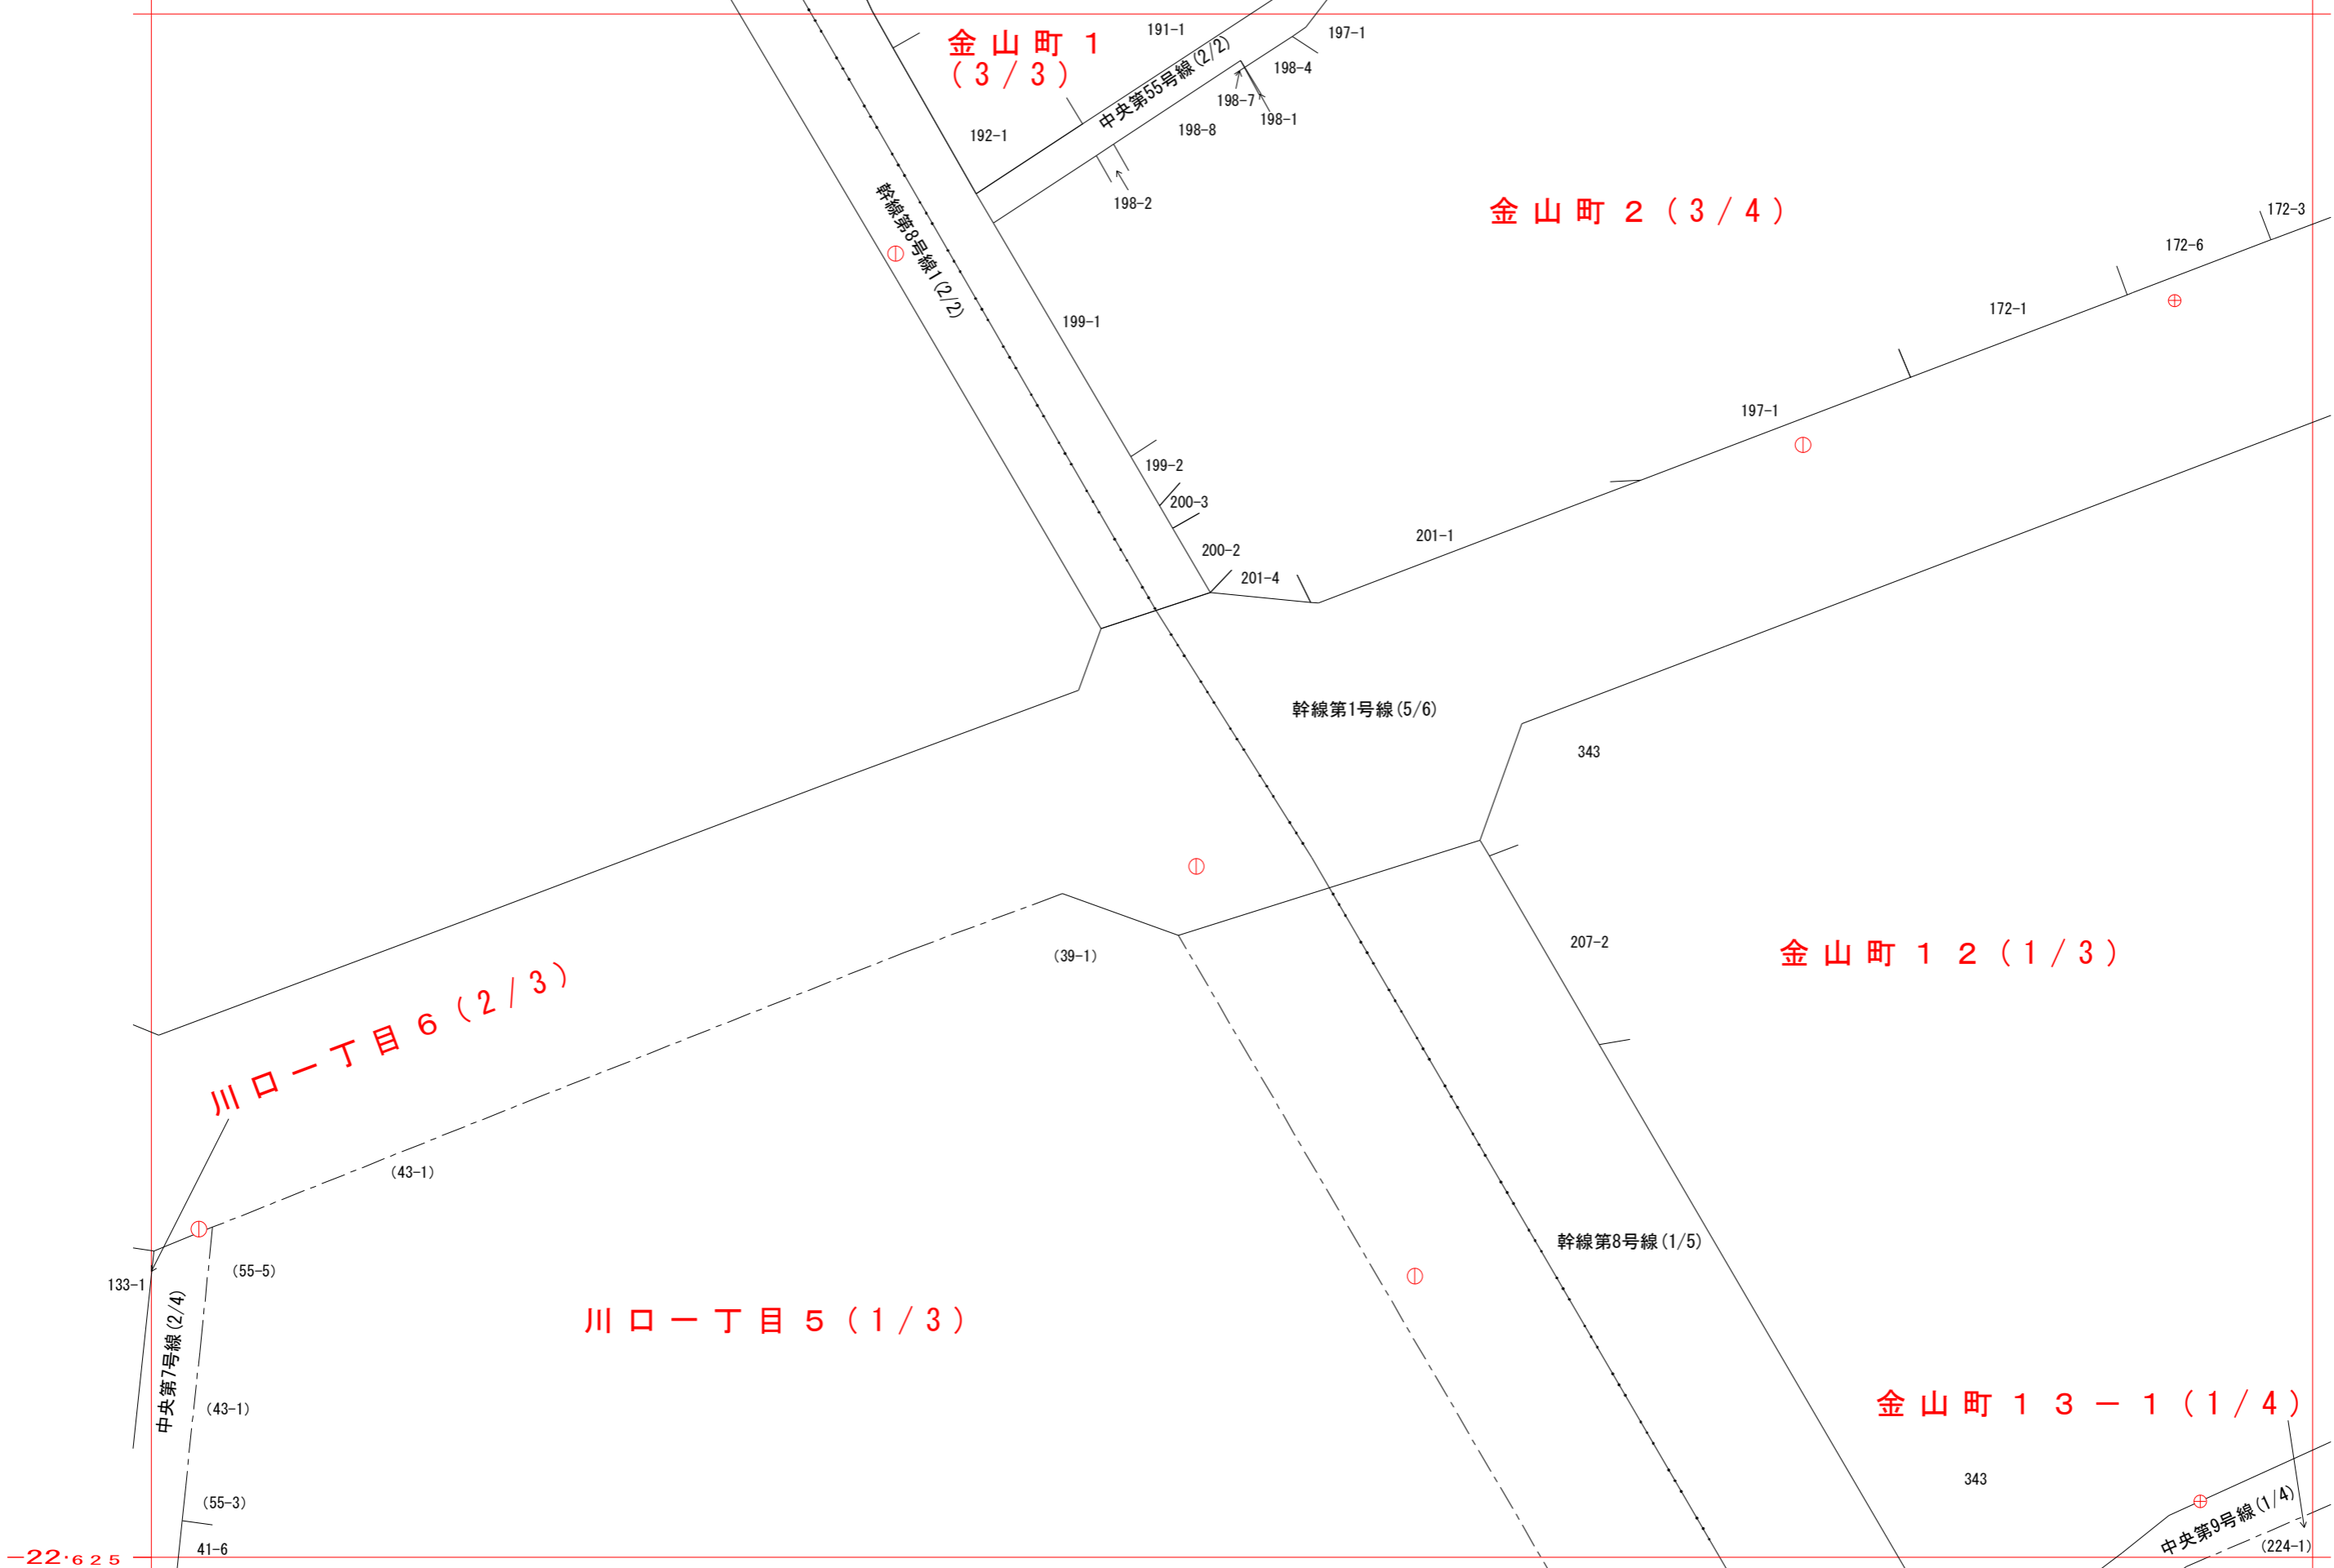 191-1
197-1
金山町１
(3/3)
198-4
中央第55号線(2/2)
198-7
198-1
198-8
192-1
198-2
幹線第8号線1(2/2)
金山町２(3/4)
172-3
172-6
172-1
199-1
197-1
199-2
200-3
201-1
200-2
201-4
幹線第1号線(5/6)
343
207-2
金山町１２(1/3)
(39-1)
川口一丁目６(2/3)
(43-1)
幹線第8号線(1/5)
(55-5)
133-1
中央第7号線(2/4)
川口一丁目５(1/3)
(43-1)
金山町１３－１(1/4)
343
(55-3)
中央第9号線(1/4)
(224-1)
41-6
-22.625